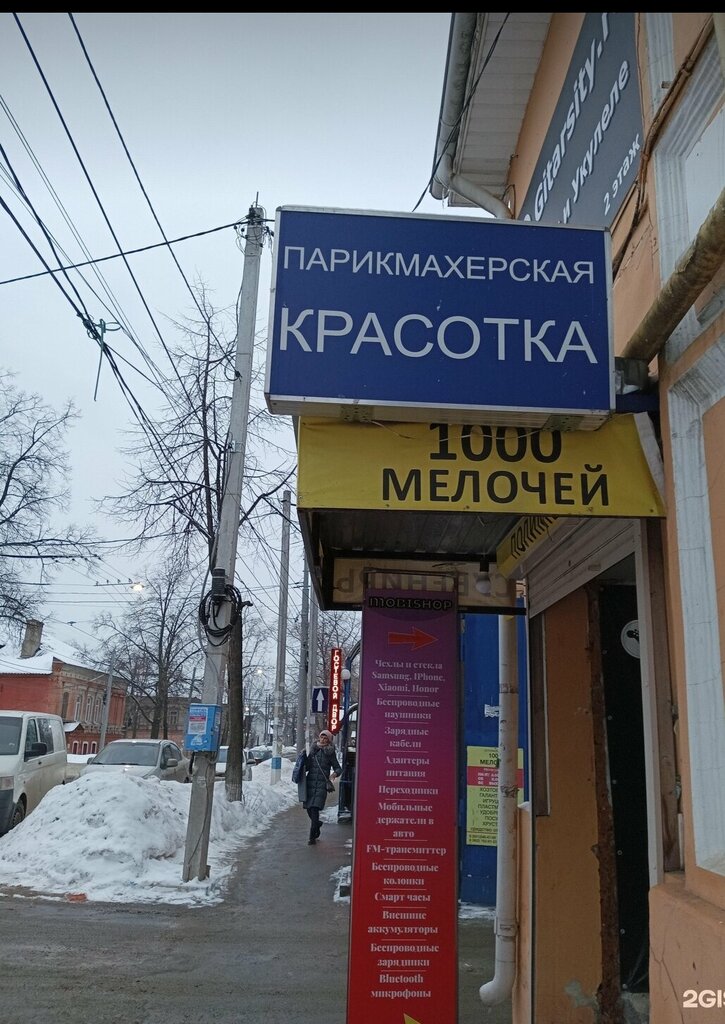 Gitarsity.
и укулеле
2 этаж
ПАРИКМАХЕРСКАЯ
КРАСОТКА
1000
МЕЛОЧЕЙ
MOBISHOP
Чехлы и стекла
Samsung, IPhone,
Xiaomi, Honor
Беспроводные
наушники
Зарядные
кабели
Адаптеры
питания
Переходники
Мобильные
держатели в
авто
FM-трансмиттер
Беспроводные
колонки
Смарт часы
Внешние
аккумуляторы
Беспроводные
зарядники
Bluetooth
микрофоны
ГОСТЕВОЙ ДВОР
2GIS